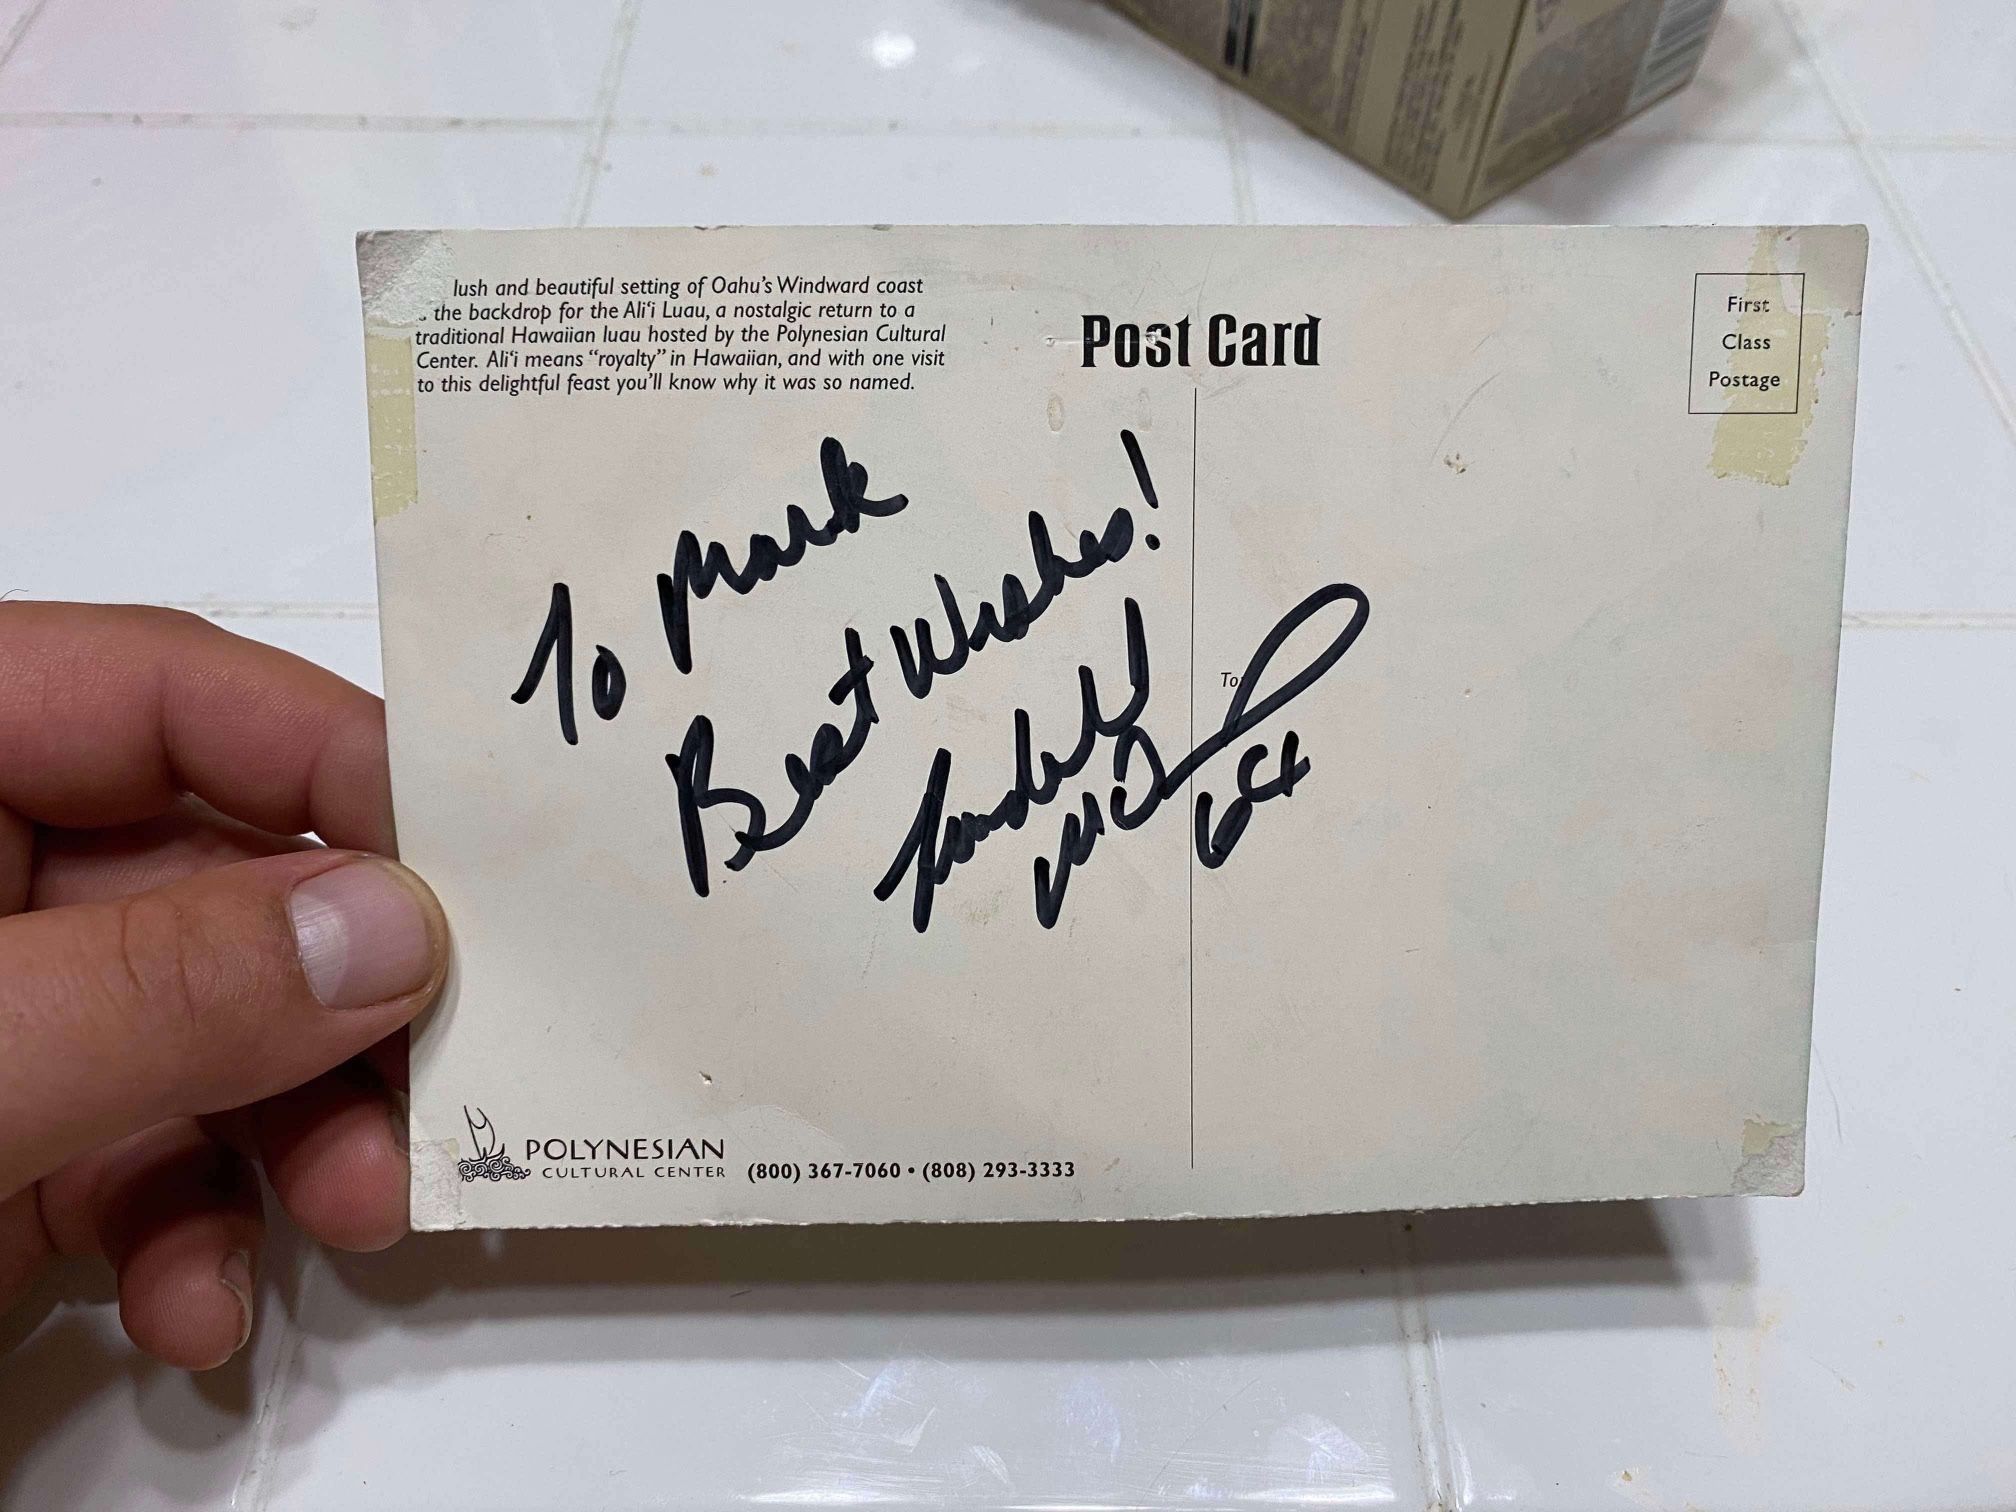 lush and beautiful setting of Oahu's Windward coast
the backdrop for the Ali‘i Luau, a nostalgic return to a
traditional Hawaiian luau hosted by the Polynesian Cultural
Center. Ali‘i means “royalty” in Hawaiian, and with one visit
to this delightful feast you'll know why it was so named.
Post Card
First
Class
Postage
To Mark
Best Wishes!
To:
64
POLYNESIAN
CULTURAL CENTER
(800) 367-7060 • (808) 293-3333